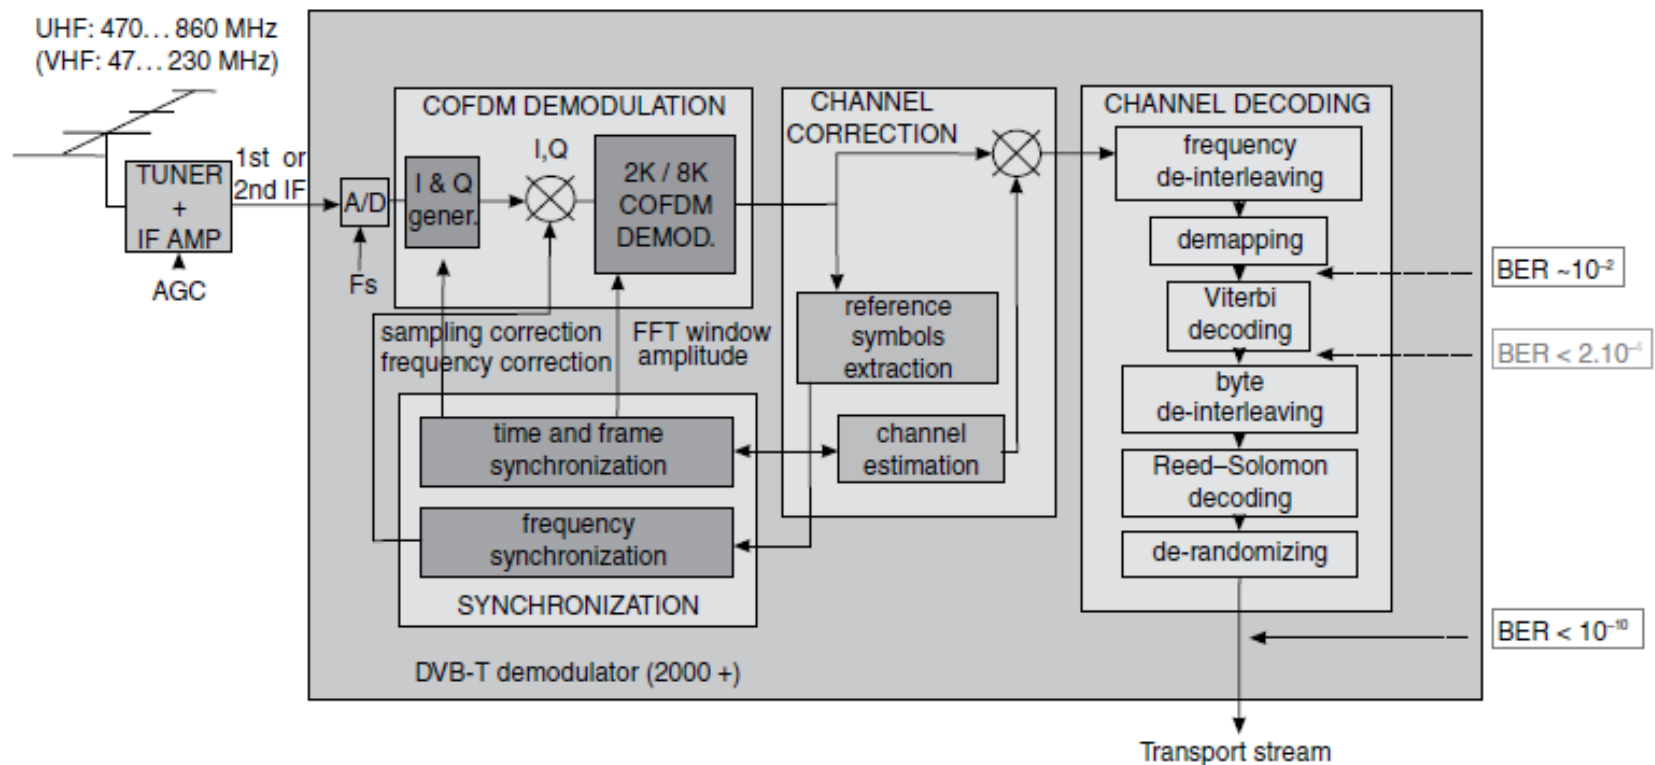 UHF: 470... 860 MHz
(VHF: 47... 230 MHz)
TUNER
+
IF AMP
AGC
1st or
2nd IF
A/D
Fs
COFDM DEMODULATION
I & Q
gener.
I,Q
2K / 8K
COFDM
DEMOD.
sampling correction
frequency correction
FFT window
amplitude
time and frame
synchronization
frequency
synchronization
SYNCHRONIZATION
DVB-T demodulator (2000 +)
CHANNEL
CORRECTION
reference
symbols
extraction
channel
estimation
CHANNEL DECODING
frequency
de-interleaving
demapping
Viterbi
decoding
byte
de-interleaving
Reed–Solomon
decoding
de-randomizing
Transport stream
BER ~10⁻²
BER < 2.10⁻⁴
BER < 10⁻¹⁰